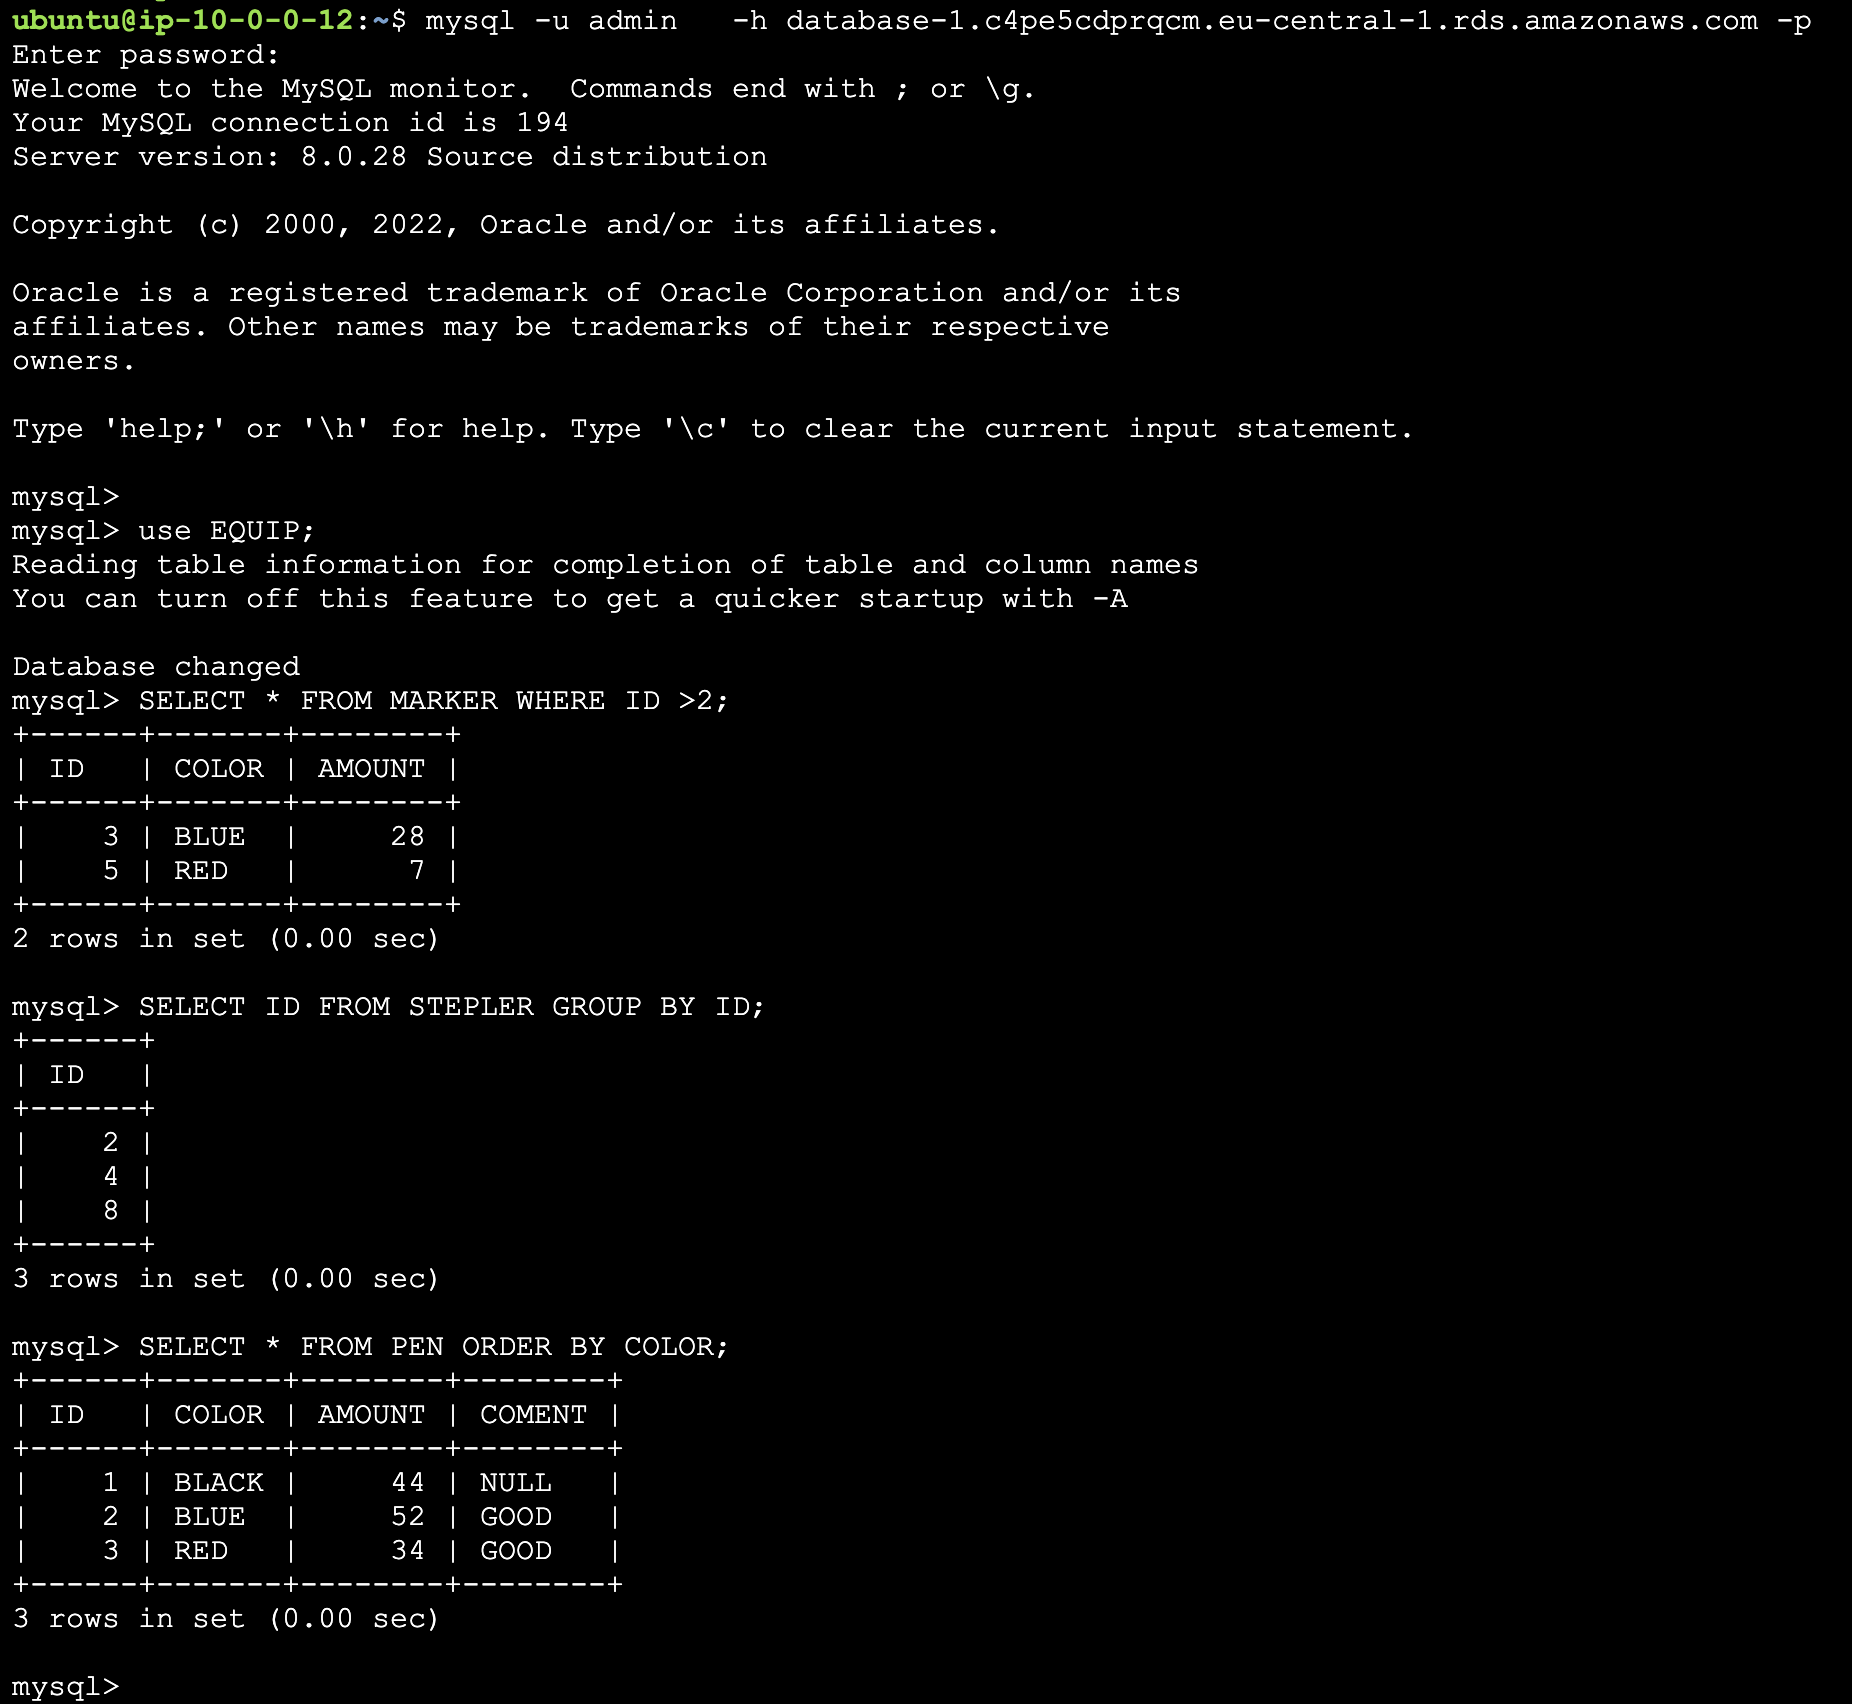 ubuntu@ip-10-0-0-12:~$ mysql -u admin   -h database-1.c4pe5cdprqcm.eu-central-1.rds.amazonaws.com -p
Enter password:
Welcome to the MySQL monitor.  Commands end with ; or \g.
Your MySQL connection id is 194
Server version: 8.0.28 Source distribution

Copyright (c) 2000, 2022, Oracle and/or its affiliates.

Oracle is a registered trademark of Oracle Corporation and/or its
affiliates. Other names may be trademarks of their respective
owners.

Type 'help;' or '\h' for help. Type '\c' to clear the current input statement.

mysql>
mysql> use EQUIP;
Reading table information for completion of table and column names
You can turn off this feature to get a quicker startup with -A

Database changed
mysql> SELECT * FROM MARKER WHERE ID >2;
+------+-------+--------+
| ID   | COLOR | AMOUNT |
+------+-------+--------+
|    3 | BLUE  |     28 |
|    5 | RED   |      7 |
+------+-------+--------+
2 rows in set (0.00 sec)

mysql> SELECT ID FROM STEPLER GROUP BY ID;
+------+
| ID   |
+------+
|    2 |
|    4 |
|    8 |
+------+
3 rows in set (0.00 sec)

mysql> SELECT * FROM PEN ORDER BY COLOR;
+------+-------+--------+--------+
| ID   | COLOR | AMOUNT | COMENT |
+------+-------+--------+--------+
|    1 | BLACK |     44 | NULL   |
|    2 | BLUE  |     52 | GOOD   |
|    3 | RED   |     34 | GOOD   |
+------+-------+--------+--------+
3 rows in set (0.00 sec)

mysql>